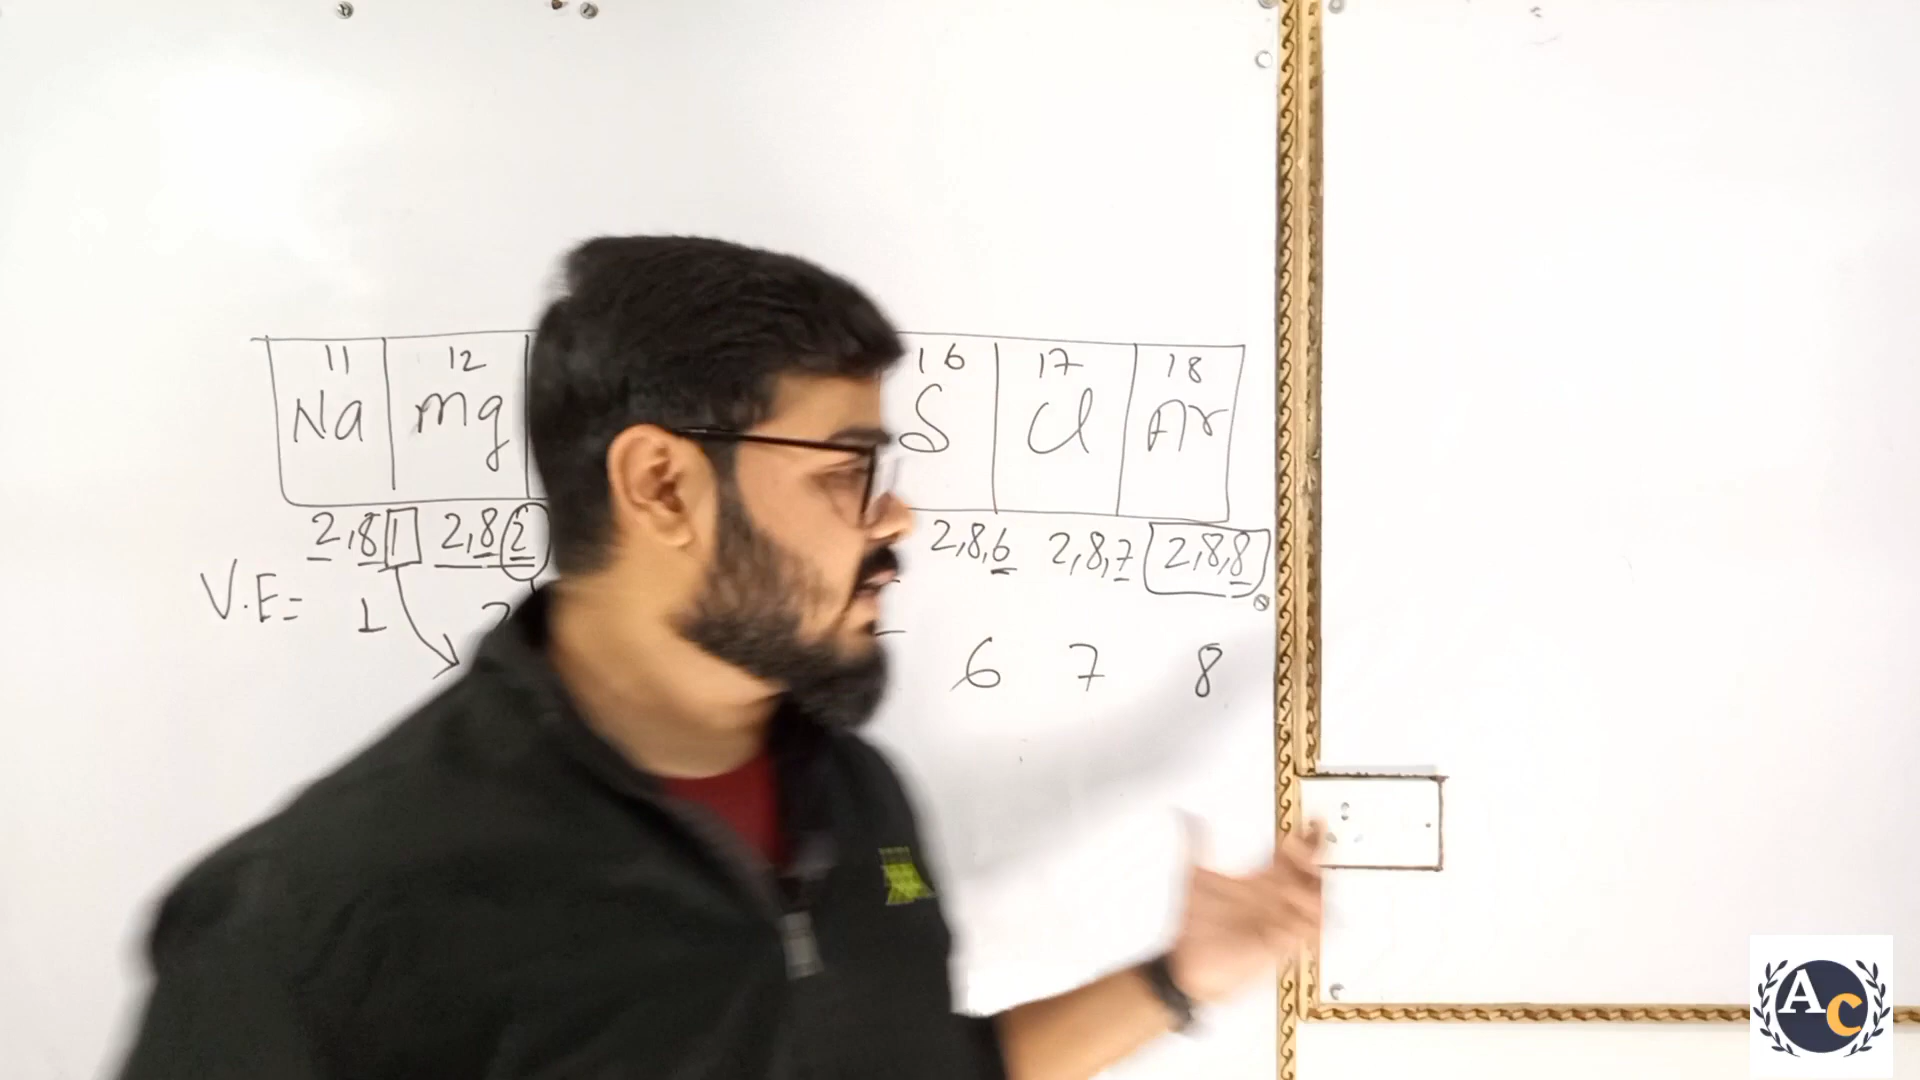 11 12 16 17 18
Na Mg S Cl Ar
2,8 1 2,8 2 2,8,6 2,8,7 2,8,8
V.E= 1 6 7 8
AC